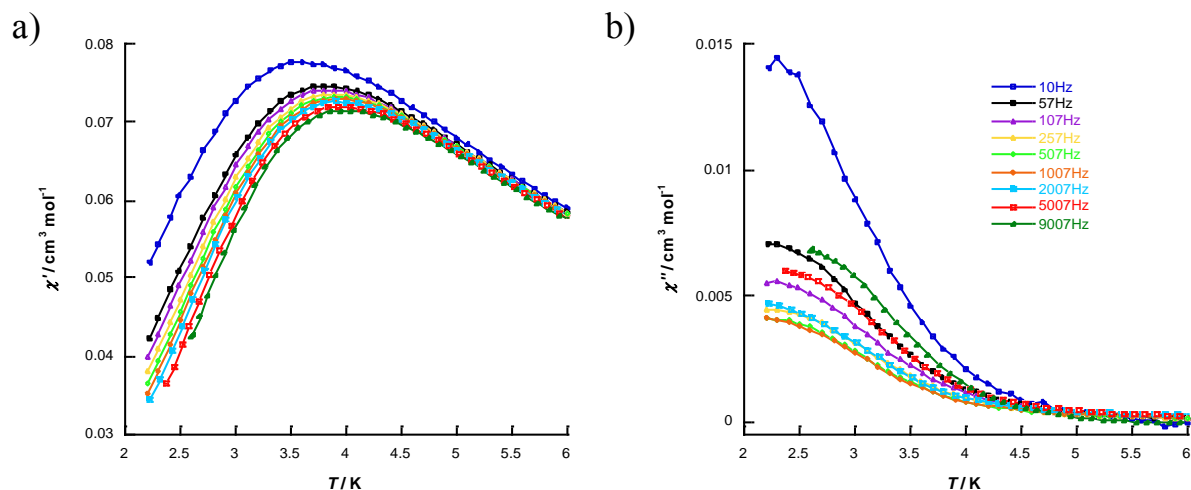 a)
χ' / cm³ mol⁻¹
0.08
0.07
0.06
0.05
0.04
0.03
2 2.5 3 3.5 4 4.5 5 5.5 6
T / K
b)
χ'' / cm³ mol⁻¹
0.015
0.01
0.005
0
10Hz
57Hz
107Hz
257Hz
507Hz
1007Hz
2007Hz
5007Hz
9007Hz
2 2.5 3 3.5 4 4.5 5 5.5 6
T / K